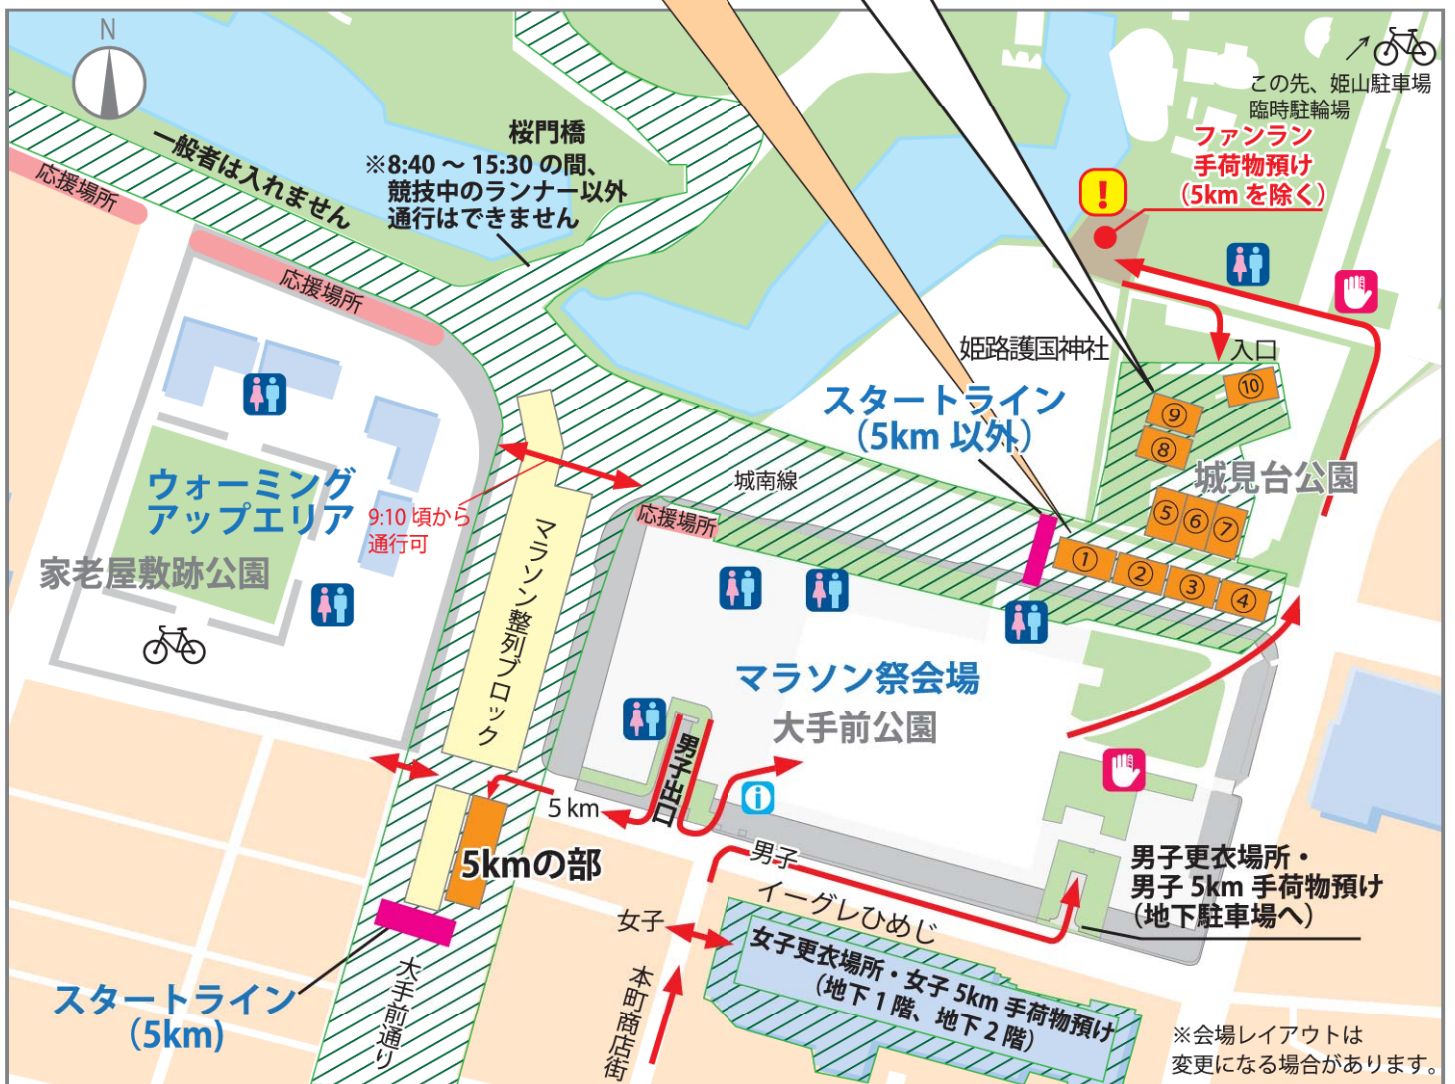 N
この先、姫山駐車場
臨時駐輪場
ファンラン
手荷物預け
（5km を除く）
!
桜門橋
※8:40 ～ 15:30 の間、
競技中のランナー以外
通行はできません
一般者は入れません
応援場所
応援場所
姫路護国神社
入口
⑩
⑨
⑧
スタートライン
（5km 以外）
城見台公園
城南線
応援場所
⑤
⑥
⑦
①
②
③
④
ウォーミング
アップエリア
9:10 頃から
通行可
家老屋敷跡公園
マラソン整列ブロック
マラソン祭会場
大手前公園
男子出口
i
5 km
5kmの部
男子
男子更衣場所・
男子 5km 手荷物預け
（地下駐車場へ）
イーグレひめじ
女子
女子更衣場所・女子 5km 手荷物預け
（地下 1 階、地下 2 階）
本町商店街
大手前通り
スタートライン
（5km)
※会場レイアウトは
変更になる場合があります。